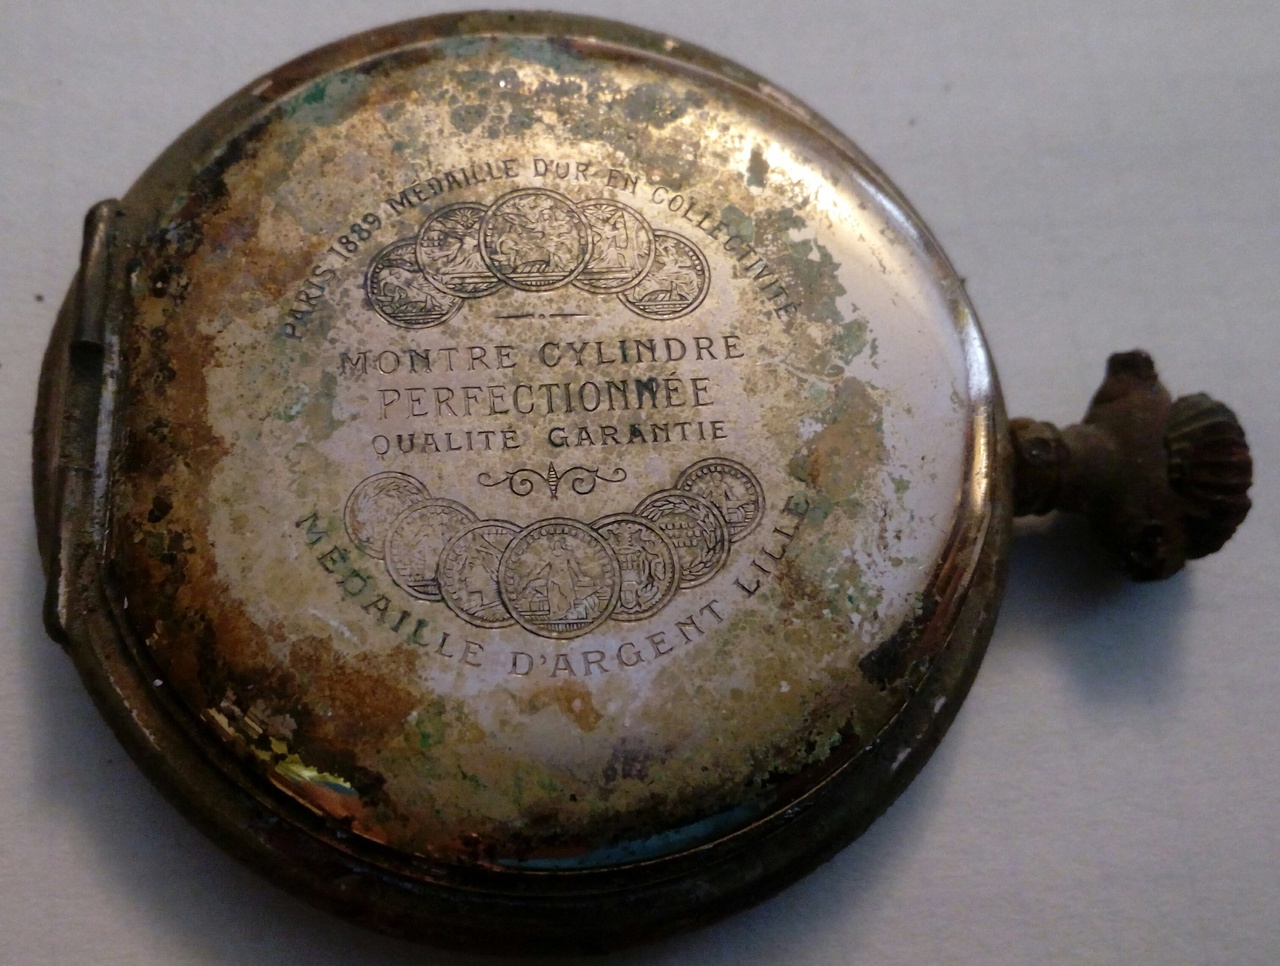 PARIS 1889 MÉDAILLE D'OR EN COLLECTIVITÉ
MONTRE CYLINDRE
PERFECTIONNÉE
QUALITÉ GARANTIE
MÉDAILLE D'ARGENT LILLE